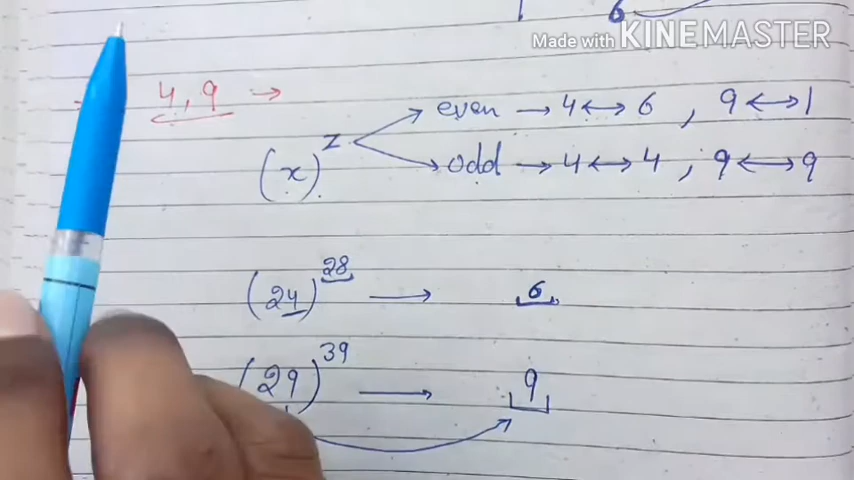 6
Made with KINEMASTER
4, 9 →
(x)^z even → 4 ↔ 6 , 9 ↔ 1
odd → 4 ↔ 4 , 9 ↔ 9
(24)^28 → 6
(29)^39 → 9